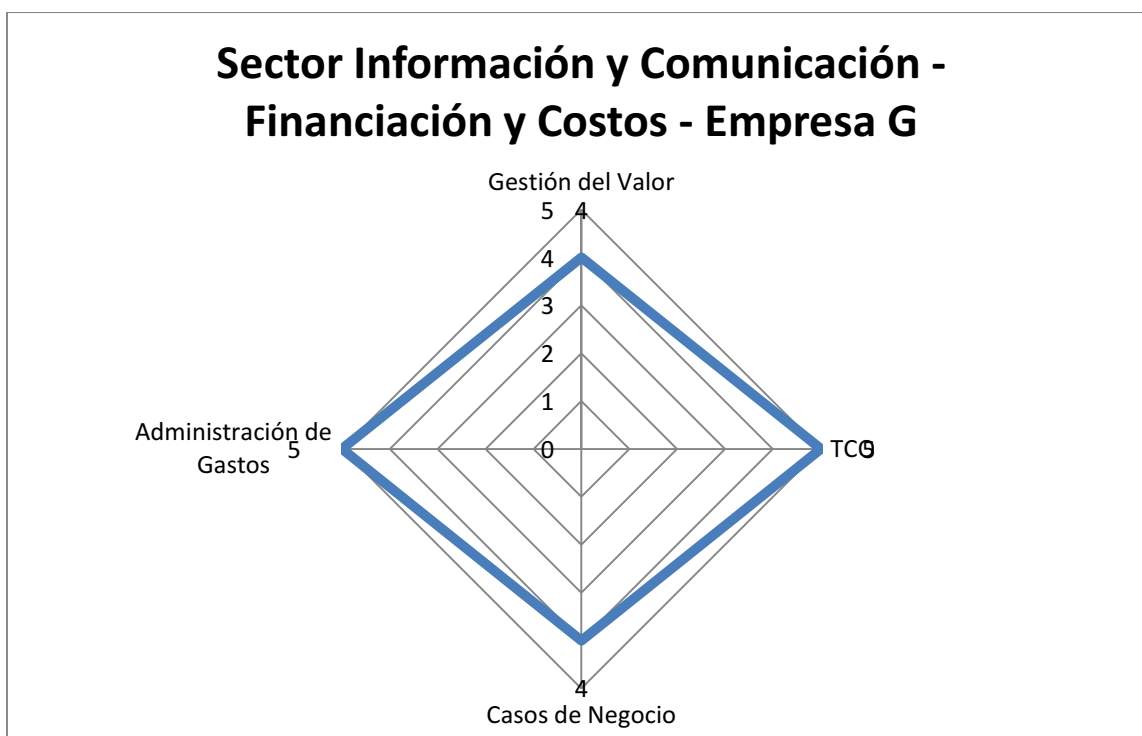 Sector Información y Comunicación -
Financiación y Costos - Empresa G
Gestión del Valor
5 4
4
3
2
1
0
Administración de
Gastos 5
TCO 5
4
Casos de Negocio